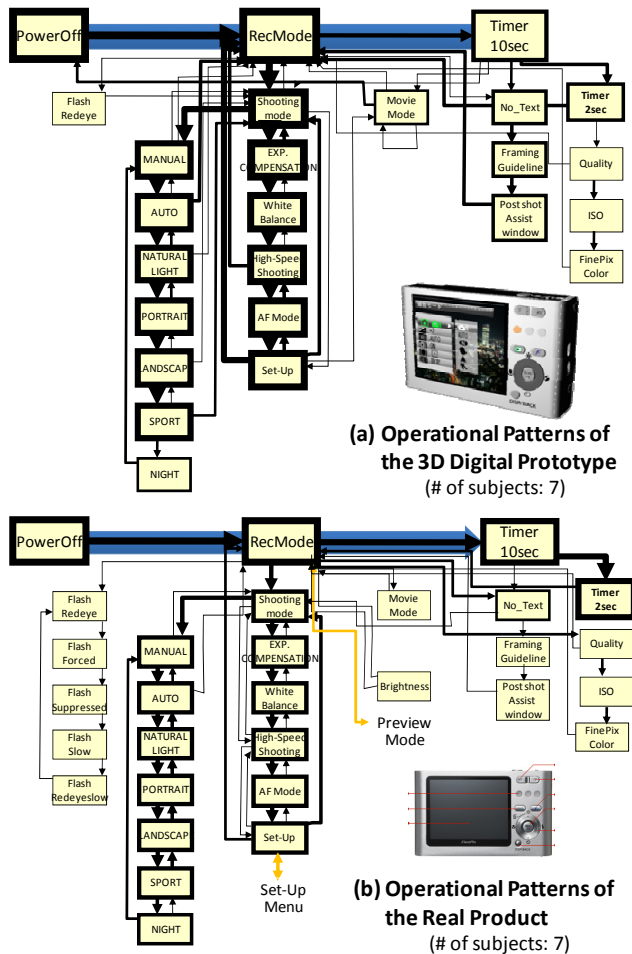 PowerOff
RecMode
Timer
10sec
Flash
Redeye
Shooting
mode
Movie
Mode
No_Text
Timer
2sec
MANUAL
EXP.
COMPENSATION
Framing
Guideline
Quality
AUTO
White
Balance
Post shot
Assist
window
ISO
NATURAL
LIGHT
High-Speed
Shooting
FinePix
Color
PORTRAIT
AF Mode
LANDSCAP
Set-Up
SPORT
NIGHT
(a) Operational Patterns of
the 3D Digital Prototype
(# of subjects: 7)
PowerOff
RecMode
Timer
10sec
Flash
Redeye
Shooting
mode
Movie
Mode
No_Text
Timer
2sec
Flash
Forced
MANUAL
EXP.
COMPENSATION
Framing
Guideline
Quality
Flash
Suppressed
AUTO
White
Balance
Brightness
Post shot
Assist
window
ISO
Flash
Slow
NATURAL
LIGHT
High-Speed
Shooting
Preview
Mode
FinePix
Color
Flash
Redeyeslow
PORTRAIT
AF Mode
LANDSCAP
Set-Up
SPORT
Set-Up
Menu
NIGHT
(b) Operational Patterns of
the Real Product
(# of subjects: 7)